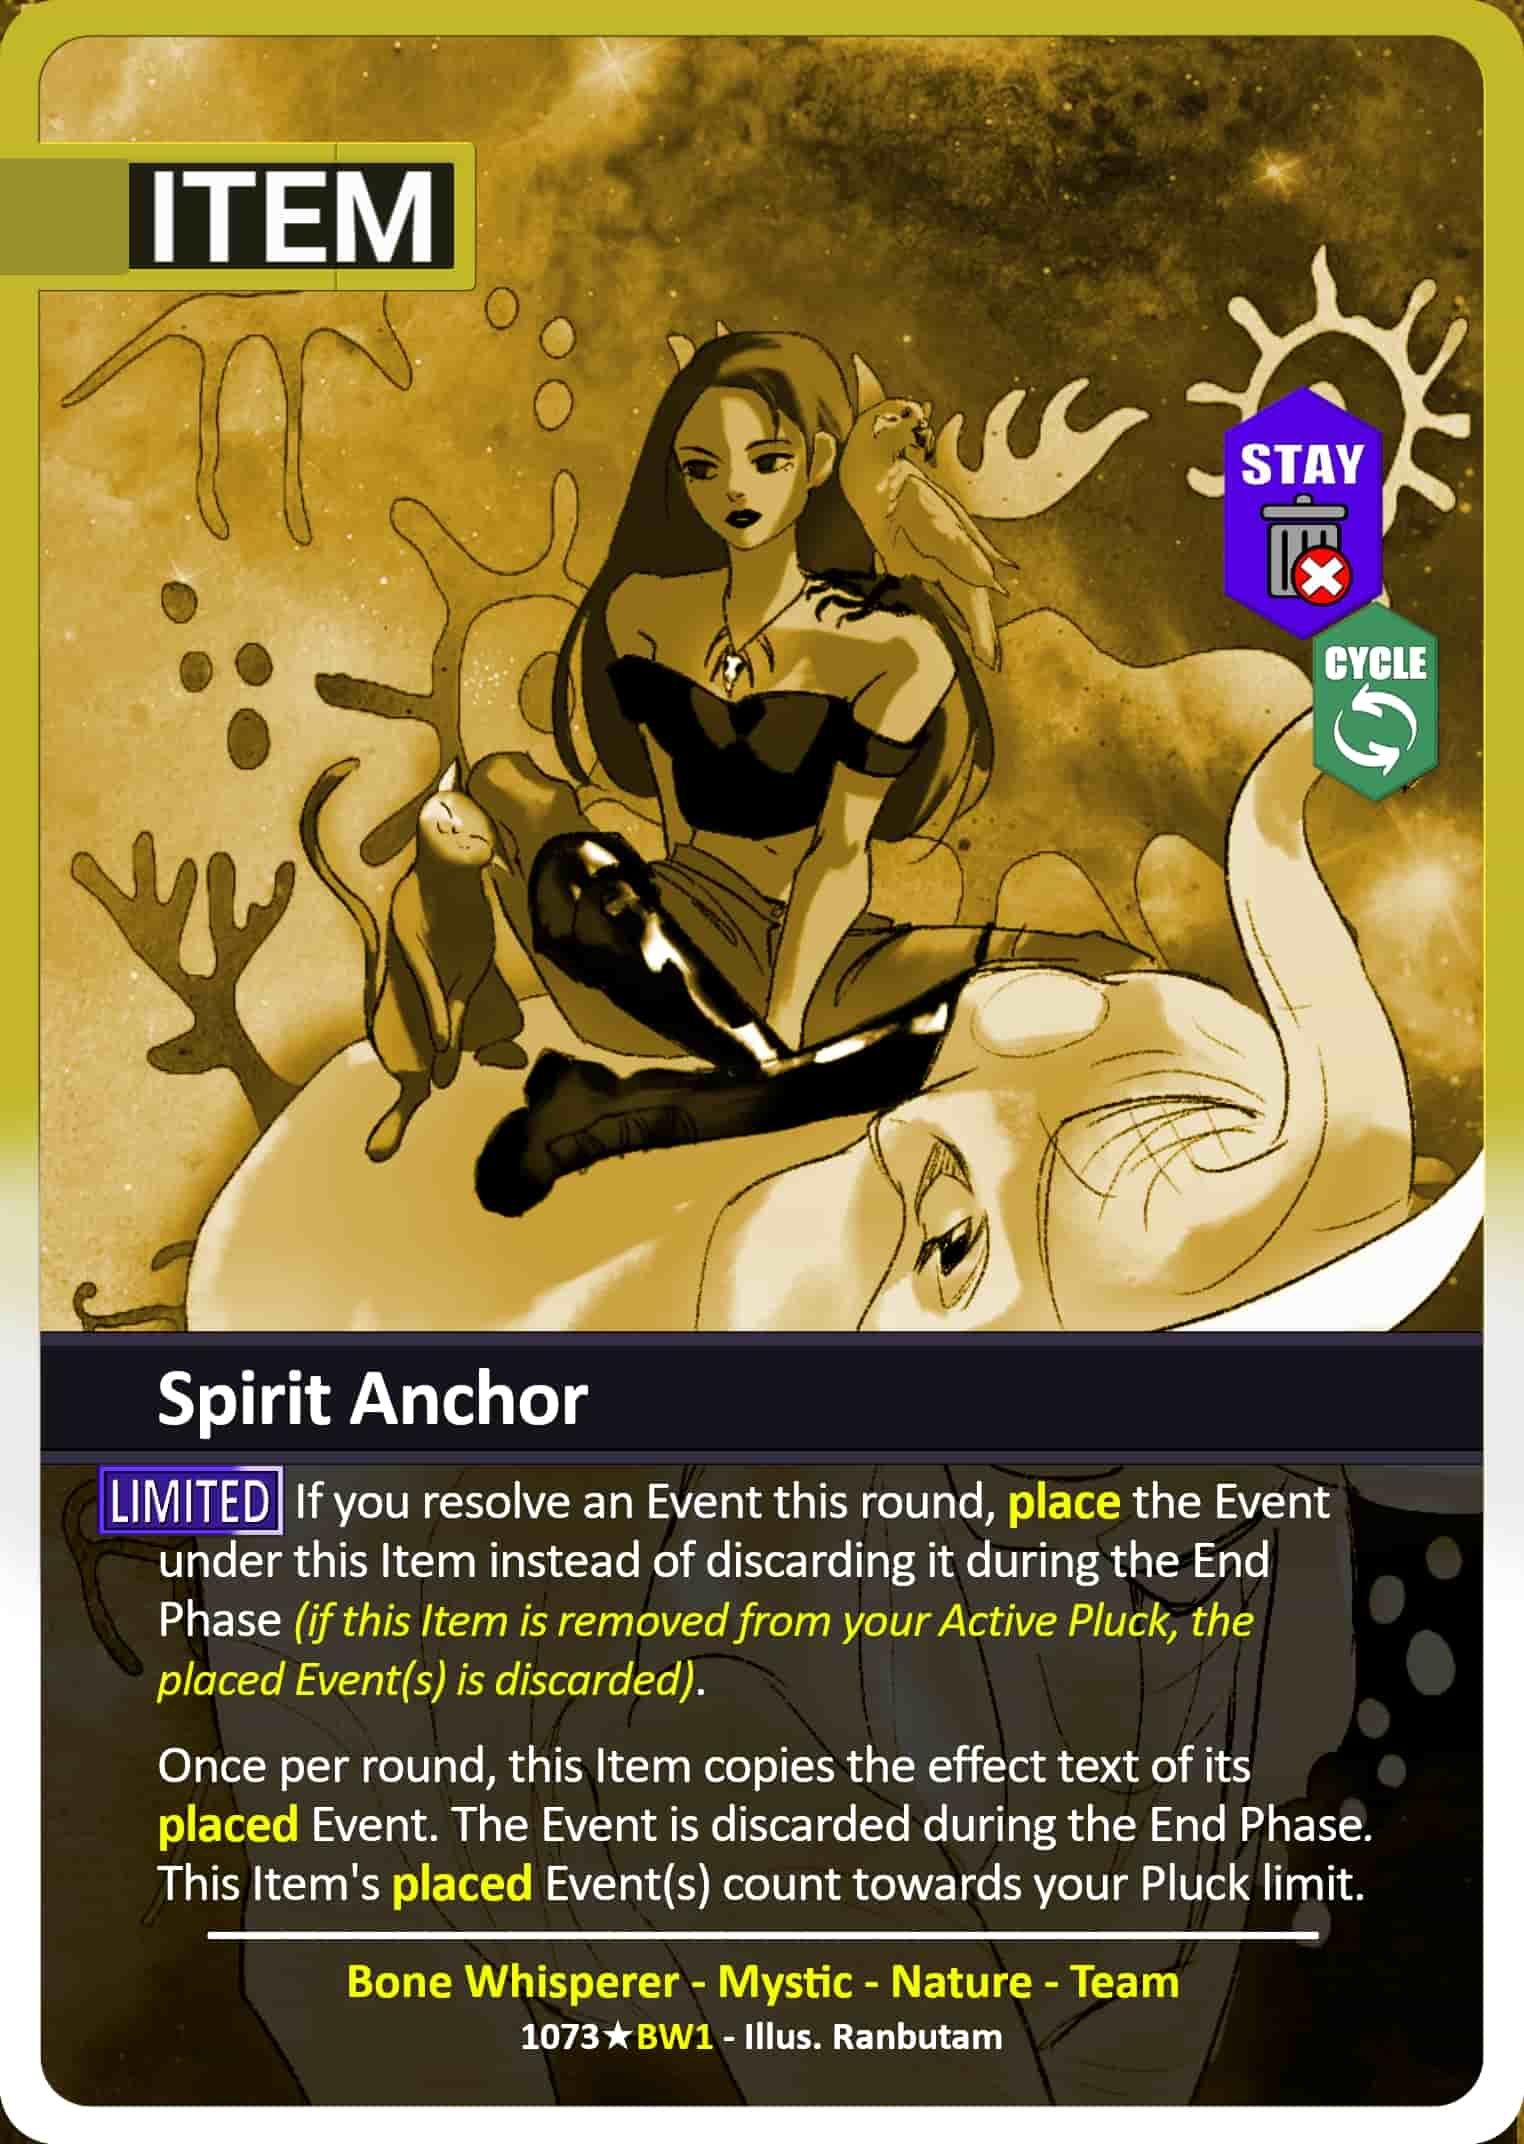 ITEM
STAY
CYCLE
Spirit Anchor
LIMITED If you resolve an Event this round, place the Event
under this Item instead of discarding it during the End
Phase (if this Item is removed from your Active Pluck, the
placed Event(s) is discarded).
Once per round, this Item copies the effect text of its
placed Event. The Event is discarded during the End Phase.
This Item's placed Event(s) count towards your Pluck limit.
Bone Whisperer - Mystic - Nature - Team
1073★BW1 - Illus. Ranbutam